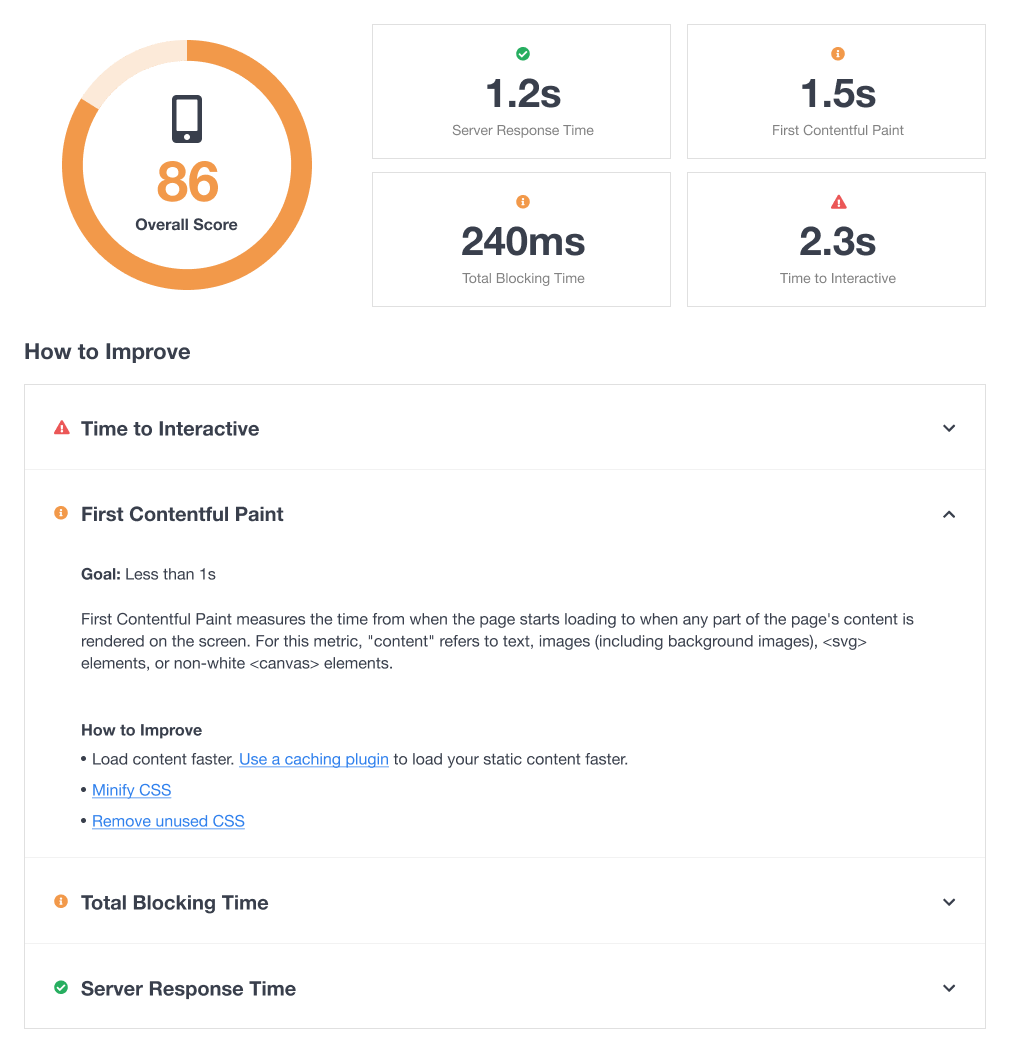 86
Overall Score
1.2s
Server Response Time
1.5s
First Contentful Paint
240ms
Total Blocking Time
2.3s
Time to Interactive
How to Improve
Time to Interactive
First Contentful Paint
Goal: Less than 1s
First Contentful Paint measures the time from when the page starts loading to when any part of the page's content is
rendered on the screen. For this metric, "content" refers to text, images (including background images), <svg>
elements, or non-white <canvas> elements.
How to Improve
• Load content faster. Use a caching plugin to load your static content faster.
• Minify CSS
• Remove unused CSS
Total Blocking Time
Server Response Time